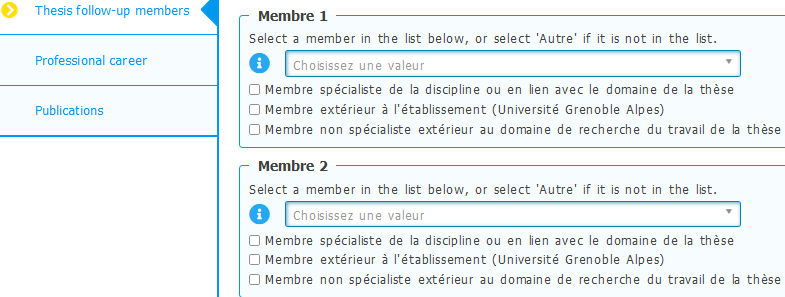 Thesis follow-up members
Professional career
Publications
Membre 1
Select a member in the list below, or select 'Autre' if it is not in the list.
Choisissez une valeur
Membre spécialiste de la discipline ou en lien avec le domaine de la thèse
Membre extérieur à l'établissement (Université Grenoble Alpes)
Membre non spécialiste extérieur au domaine de recherche du travail de la thèse
Membre 2
Select a member in the list below, or select 'Autre' if it is not in the list.
Choisissez une valeur
Membre spécialiste de la discipline ou en lien avec le domaine de la thèse
Membre extérieur à l'établissement (Université Grenoble Alpes)
Membre non spécialiste extérieur au domaine de recherche du travail de la thèse